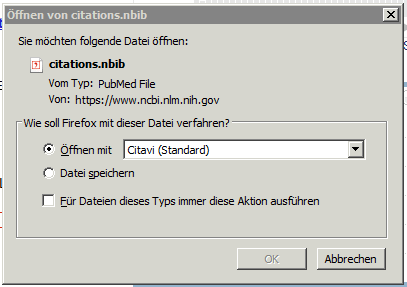 Öffnen von citations.nbib
Sie möchten folgende Datei öffnen:
citations.nbib
Vom Typ: PubMed File
Von: https://www.ncbi.nlm.nih.gov
Wie soll Firefox mit dieser Datei verfahren?
Öffnen mit Citavi (Standard)
Datei speichern
Für Dateien dieses Typs immer diese Aktion ausführen
OK Abbrechen